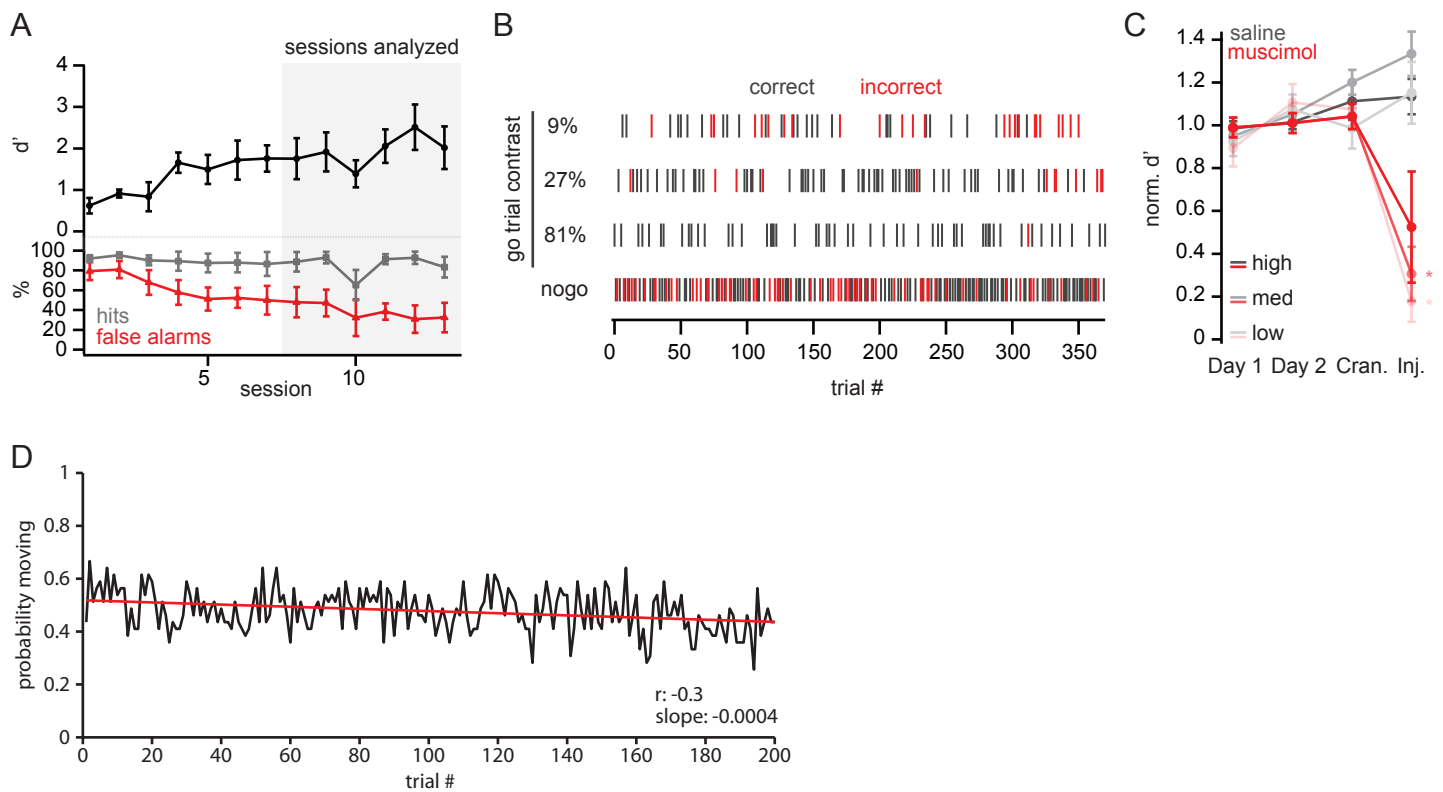 A
sessions analyzed
4
3
2
1
0
d'
100
80
60
40
20
0
%
hits
false alarms
5
10
session
B
correct
incorrect
go trial contrast
9%
27%
81%
nogo
0
50
100
150
200
250
300
350
trial #
C
saline
muscimol
1.4
1.2
1.0
0.8
0.6
0.4
0.2
0
norm. d'
high
med
low
*
*
Day 1 Day 2 Cran. Inj.
D
1
0.8
0.6
0.4
0.2
0
probability moving
r: -0.3
slope: -0.0004
0
20
40
60
80
100
120
140
160
180
200
trial #